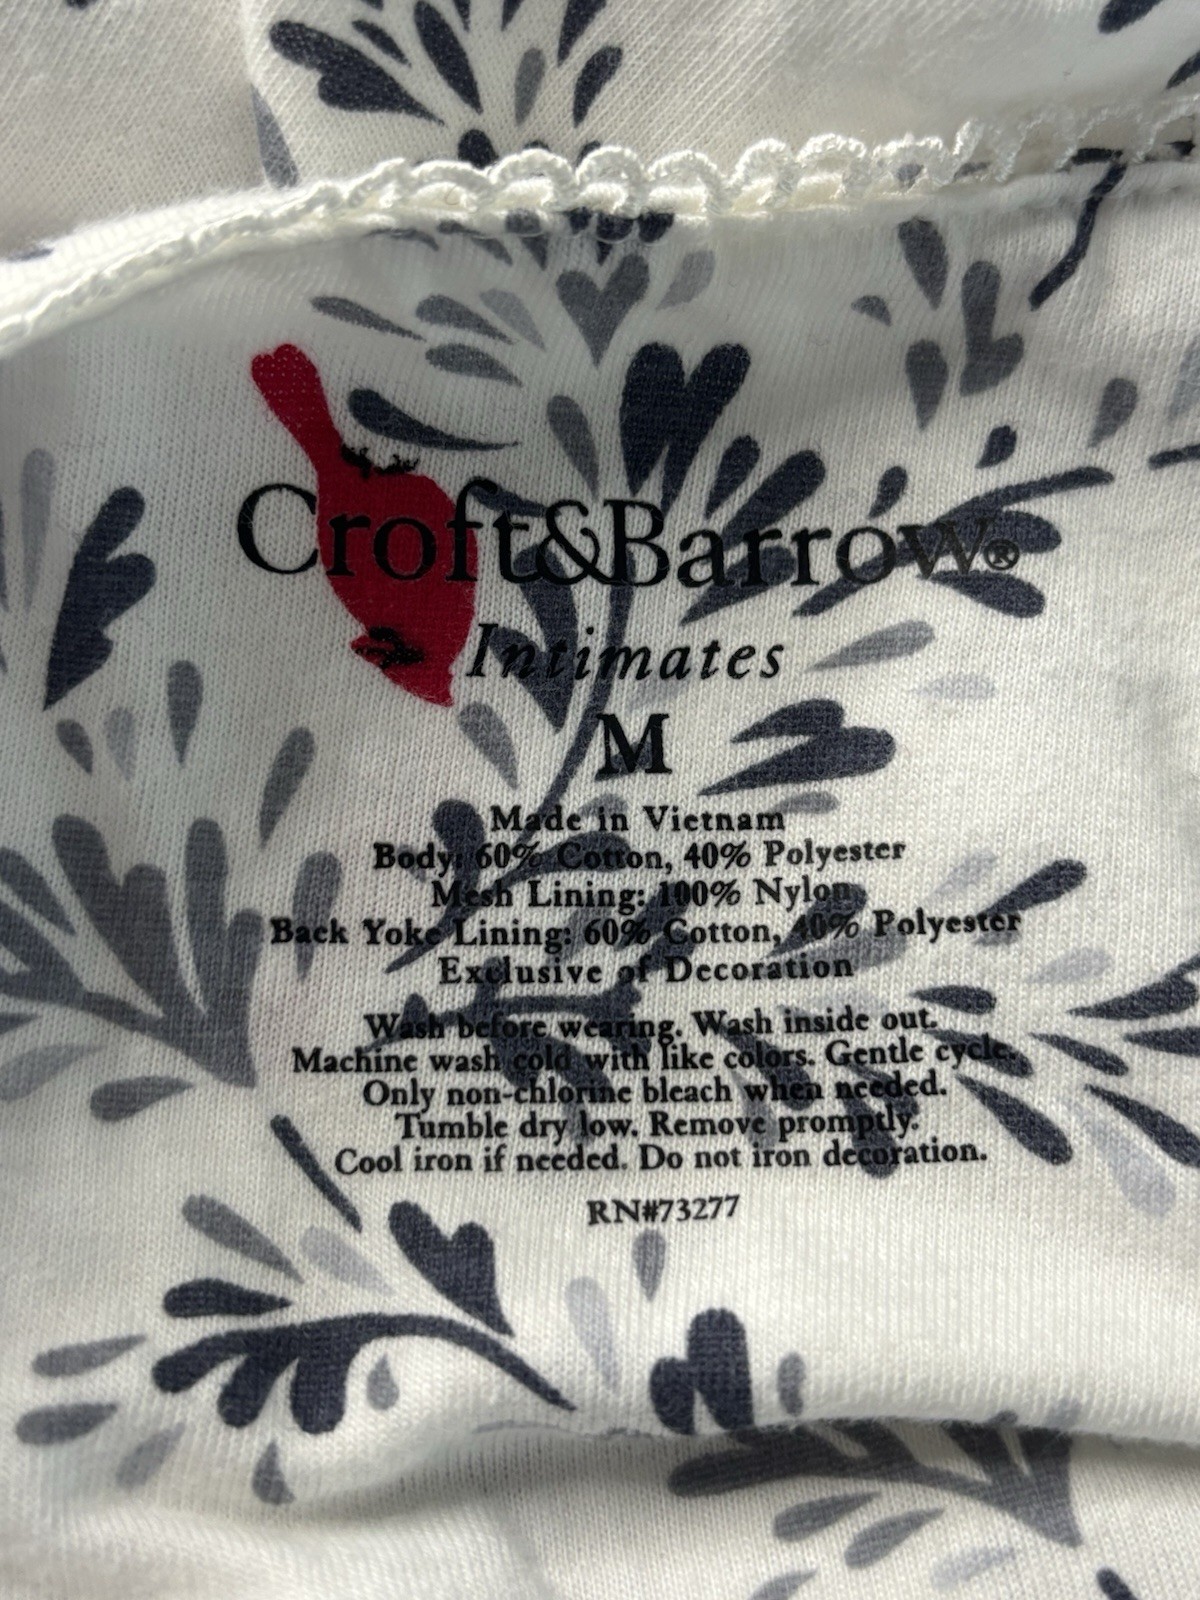 Croft&Barrow®
Intimates
M
Made in Vietnam
Body: 60% Cotton, 40% Polyester
Mesh Lining: 100% Nylon
Back Yoke Lining: 60% Cotton, 40% Polyester
Exclusive of Decoration
Wash before wearing. Wash inside out.
Machine wash cold with like colors. Gentle cycle.
Only non-chlorine bleach when needed.
Tumble dry low. Remove promptly.
Cool iron if needed. Do not iron decoration.
RN#73277